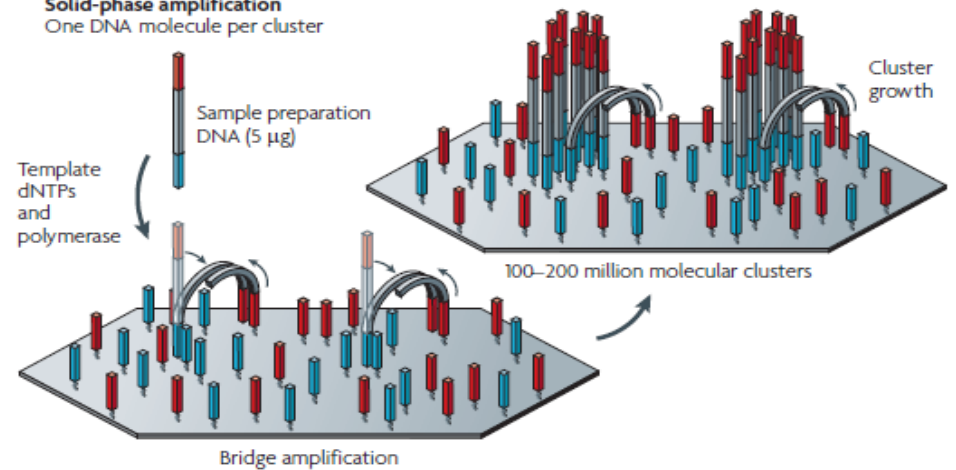 Solid-phase amplification
One DNA molecule per cluster
Sample preparation
DNA (5 μg)
Template
dNTPs
and
polymerase
Bridge amplification
100–200 million molecular clusters
Cluster
growth